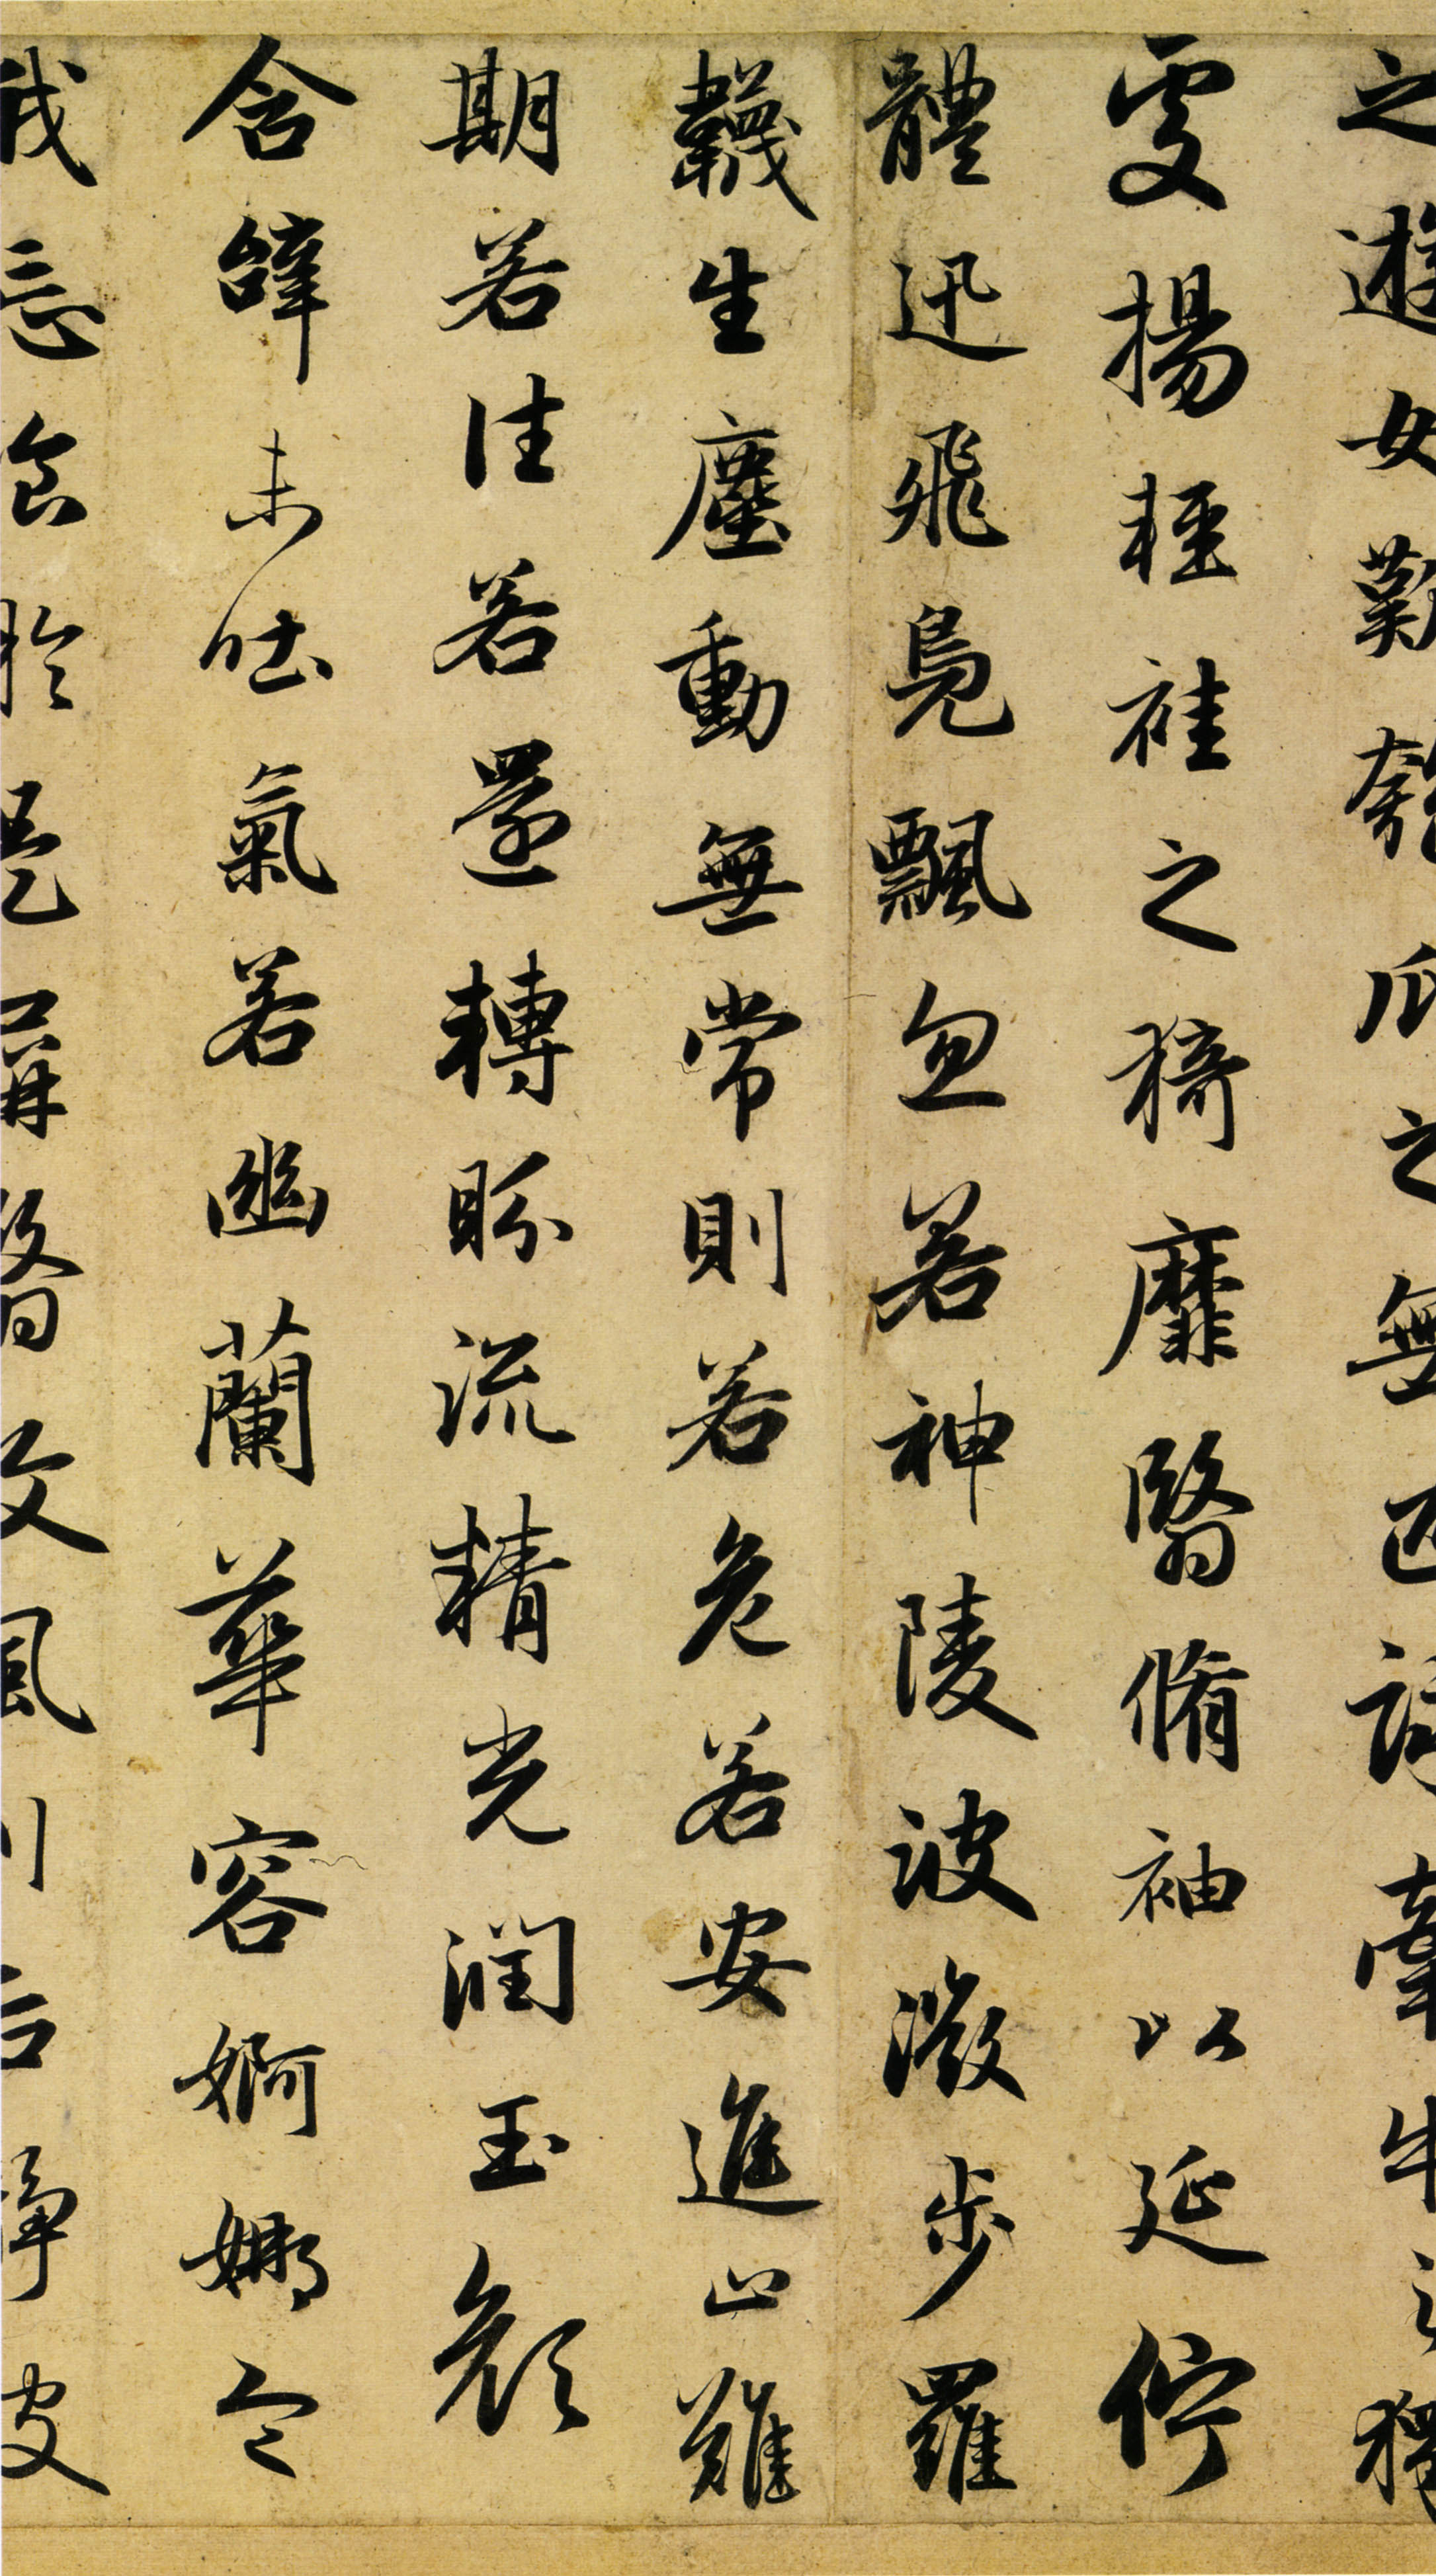 之遊女歎匏瓜之無匹詠牽牛之獨
處揚輕袿之猗靡翳脩袖以延佇
體迅飛鳧飄忽若神陵波微步羅
韈生塵動無常則若危若安進止難
期若往若還轉盼流精光潤玉顏
含辭未吐氣若幽蘭華容婀娜令
我忘飡於是屏翳收風川后靜波